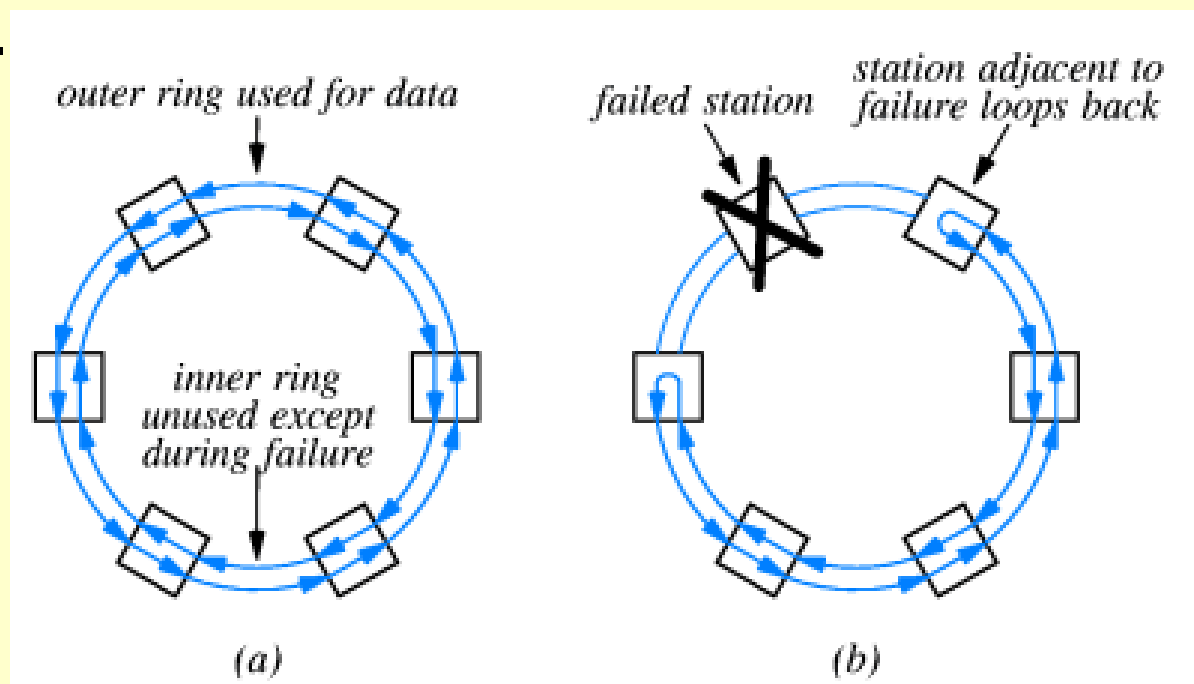 outer ring used for data
inner ring
unused except
during failure
(a)
failed station
station adjacent to
failure loops back
(b)